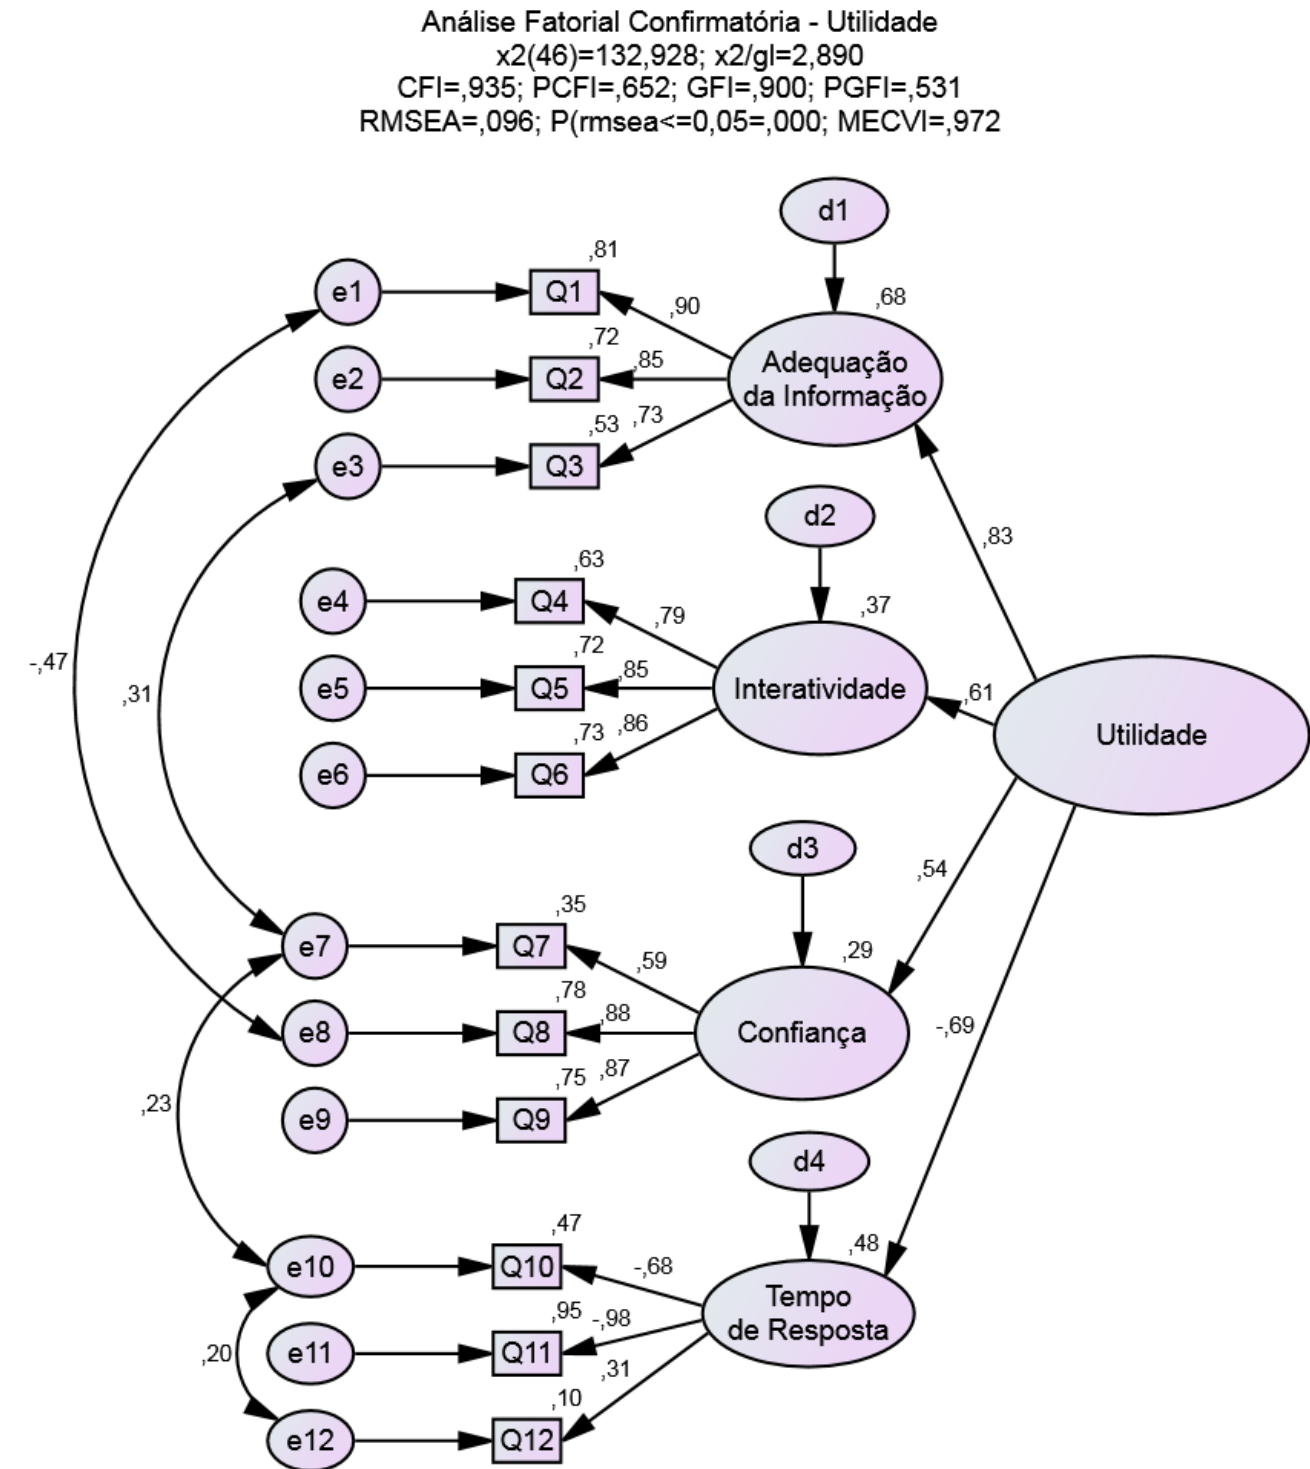 Análise Fatorial Confirmatória - Utilidade
x2(46)=132,928; x2/gl=2,890
CFI=,935; PCFI=,652; GFI=,900; PGFI=,531
RMSEA=,096; P(rmsea<=0,05=,000; MECVI=,972
d1
,81
e1
Q1
,90
,68
,72
e2
Q2
,85
Adequação
da Informação
,53
,73
e3
Q3
d2
,83
,63
e4
Q4
,79
,37
,72
e5
Q5
,85
Interatividade
,61
-,47
,31
,73
,86
e6
Q6
Utilidade
d3
,54
,35
e7
Q7
,59
,29
,78
e8
Q8
,88
Confiança
-,69
,75
,87
e9
Q9
,23
d4
,47
e10
Q10
-,68
,48
,95
-,98
e11
Q11
Tempo
de Resposta
,20
,31
,10
e12
Q12